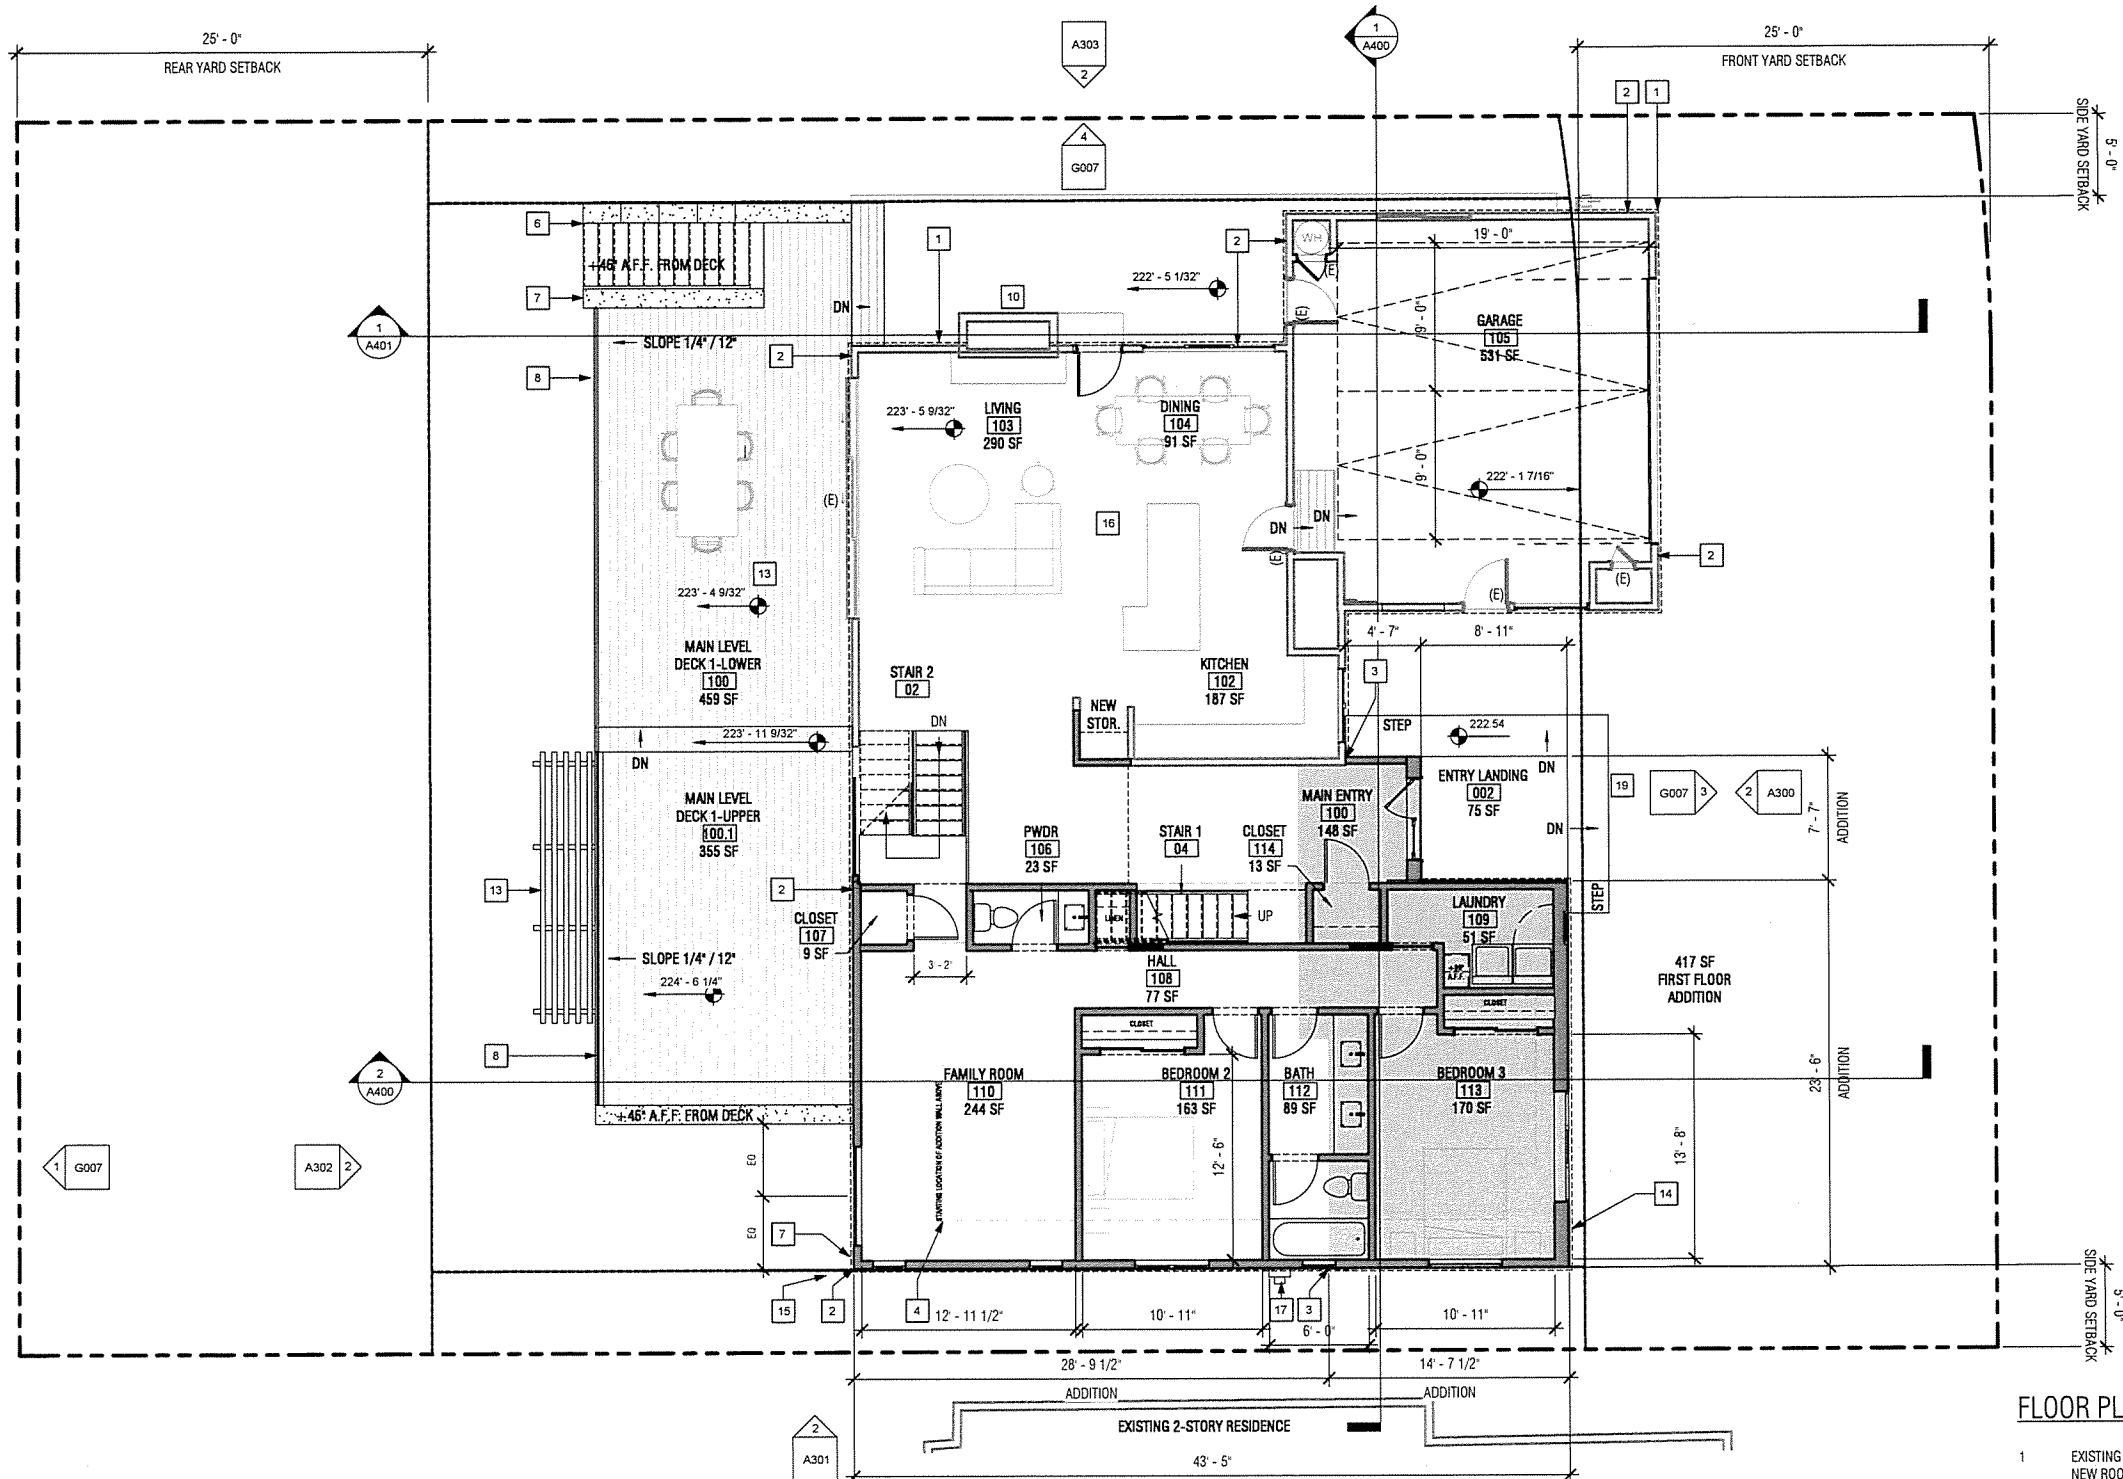 25' - 0"
REAR YARD SETBACK
A303
2
1
A400
25' - 0"
FRONT YARD SETBACK
2
1
SIDE YARD SETBACK
5' - 0"
4
G007
6
+46" A.F.F. FROM DECK
7
DN
1
10
222' - 5 1/32"
2
WH
(E)
(E)
19' - 0"
9' - 0"
GARAGE
105
531 SF
1
A401
SLOPE 1/4" / 12"
2
8
LIVING
103
290 SF
223' - 5 9/32"
DINING
104
91 SF
9' - 0"
222' - 1 7/16"
(E)
16
DN
DN
(E)
(E)
(E)
2
13
223' - 4 9/32"
MAIN LEVEL
DECK 1-LOWER
100
459 SF
4' - 7"
8' - 11"
3
STAIR 2
02
KITCHEN
102
187 SF
NEW
STOR.
STEP
222.54
DN
223' - 11 9/32"
DN
DN
ENTRY LANDING
002
75 SF
19
G007
3
2
A300
MAIN LEVEL
DECK 1-UPPER
100.1
355 SF
MAIN ENTRY
100
148 SF
DN
7' - 7"
ADDITION
PWDR
106
23 SF
STAIR 1
04
CLOSET
114
13 SF
13
2
CLOSET
107
9 SF
LINEN
UP
LAUNDRY
109
51 SF
STEP
SLOPE 1/4" / 12"
224' - 6 1/4"
3 - 2"
HALL
108
77 SF
A.F.F.
417 SF
FIRST FLOOR
ADDITION
CLOSET
CLOSET
8
2
A400
FAMILY ROOM
110
244 SF
BEDROOM 2
111
163 SF
BATH
112
89 SF
BEDROOM 3
113
170 SF
23' - 6"
ADDITION
+46" A.F.F. FROM DECK
STARTING LOCATION OF ADDITION WALL ABOVE
12' - 6"
13' - 8"
1
G007
A302
2
EQ
EQ
14
7
15
2
4
17
3
SIDE YARD SETBACK
5' - 0"
12' - 11 1/2"
10' - 11"
6' - 0"
10' - 11"
28' - 9 1/2"
14' - 7 1/2"
ADDITION
ADDITION
EXISTING 2-STORY RESIDENCE
2
A301
43' - 5"
FLOOR PL
1 EXISTING
NEW ROO